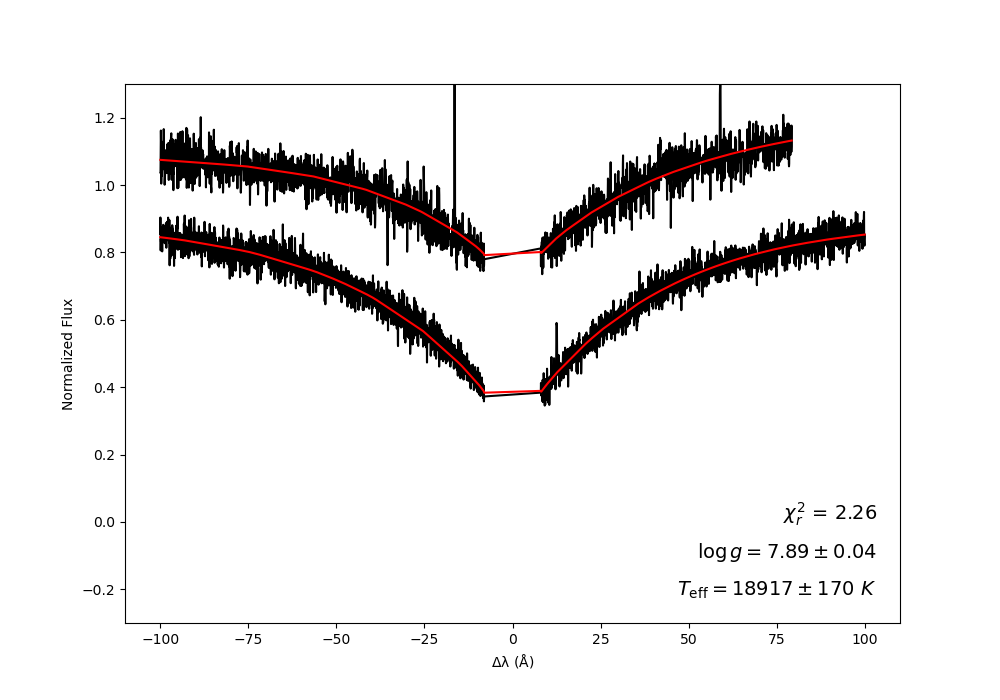 1.2
1.0
0.8
0.6
0.4
0.2
0.0
−0.2
Normalized Flux
χ²ᵣ = 2.26
log g = 7.89 ± 0.04
T_eff = 18917 ± 170 K
−100 −75 −50 −25 0 25 50 75 100
Δλ (Å)